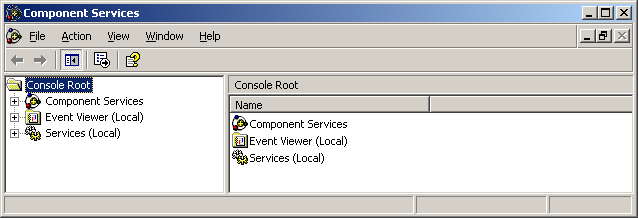 Component Services
File Action View Window Help
Console Root
Component Services
Event Viewer (Local)
Services (Local)
Console Root
Name
Component Services
Event Viewer (Local)
Services (Local)